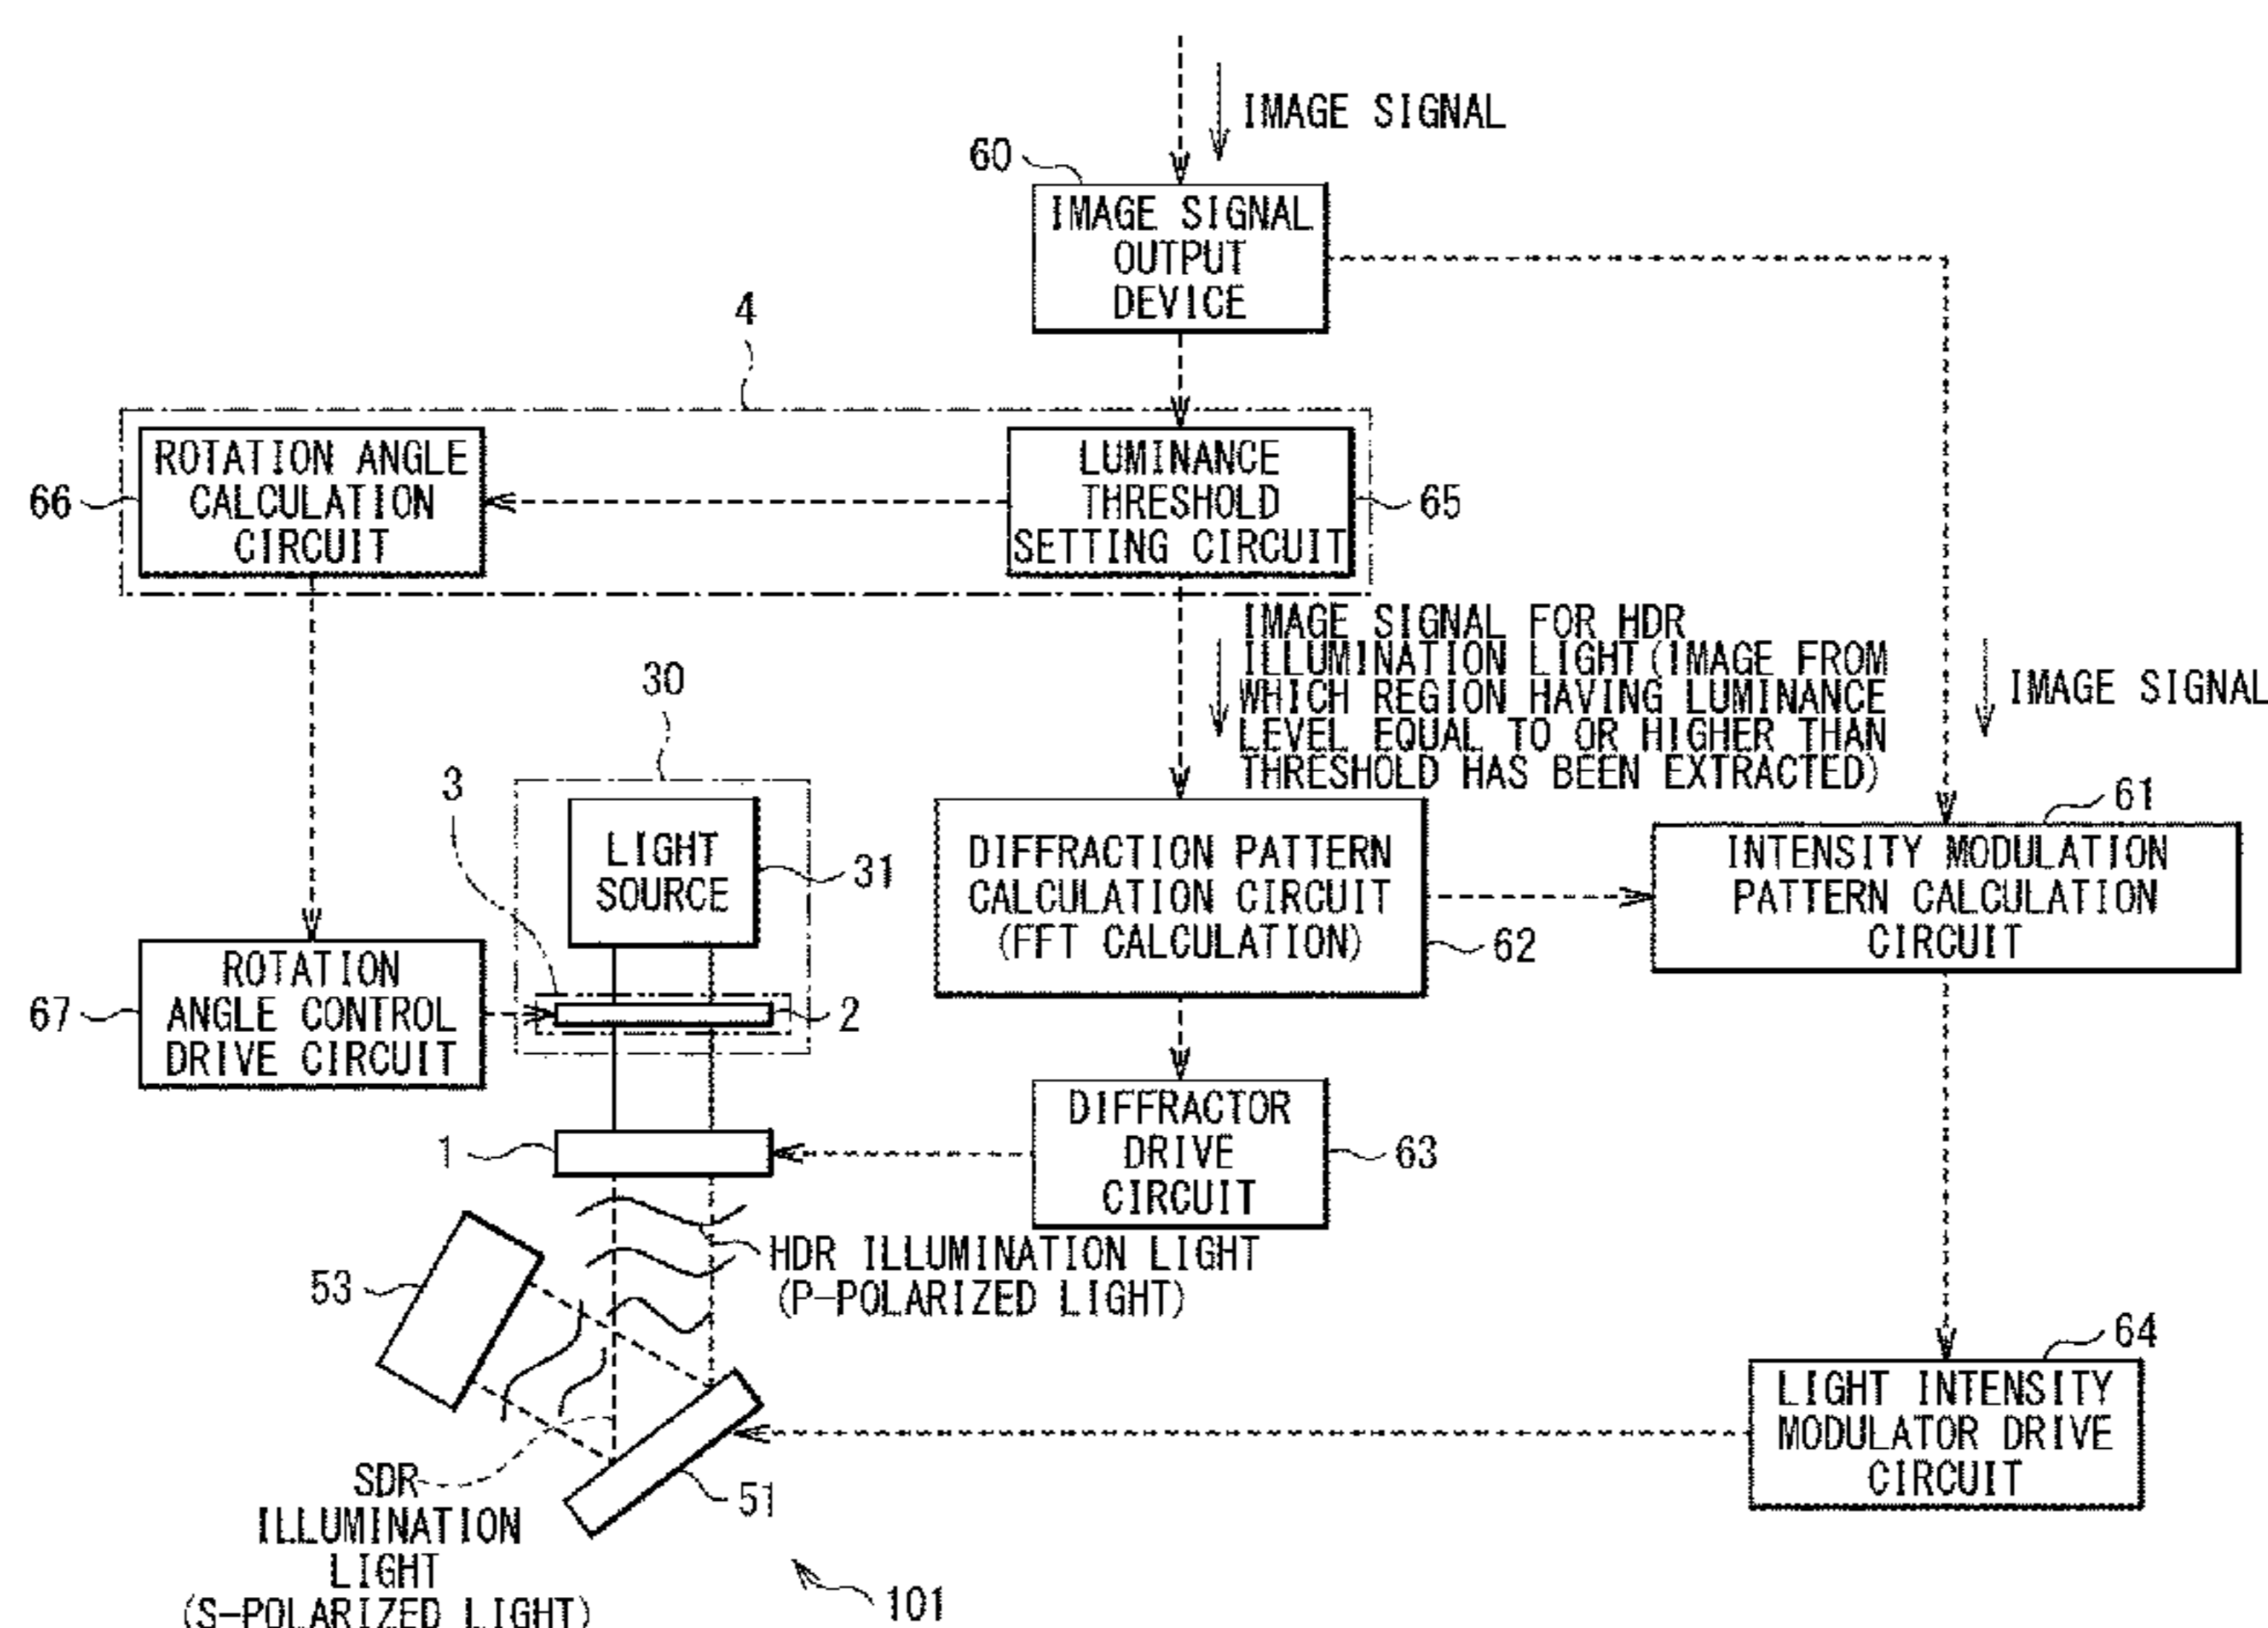 IMAGE SIGNAL
60
IMAGE SIGNAL
OUTPUT
DEVICE
4
ROTATION ANGLE
CALCULATION
CIRCUIT
66
LUMINANCE
THRESHOLD
SETTING CIRCUIT
65
IMAGE SIGNAL FOR HDR
ILLUMINATION LIGHT(IMAGE FROM
WHICH REGION HAVING LUMINANCE
LEVEL EQUAL TO OR HIGHER THAN
THRESHOLD HAS BEEN EXTRACTED)
IMAGE SIGNAL
30
3
LIGHT
SOURCE
31
DIFFRACTION PATTERN
CALCULATION CIRCUIT
(FFT CALCULATION)
62
61
INTENSITY MODULATION
PATTERN CALCULATION
CIRCUIT
67
ROTATION
ANGLE CONTROL
DRIVE CIRCUIT
2
1
DIFFRACTOR
DRIVE
CIRCUIT
63
HDR ILLUMINATION LIGHT
(P-POLARIZED LIGHT)
53
64
LIGHT INTENSITY
MODULATOR DRIVE
CIRCUIT
51
SDR
ILLUMINATION
LIGHT
(S-POLARIZED LIGHT)
101